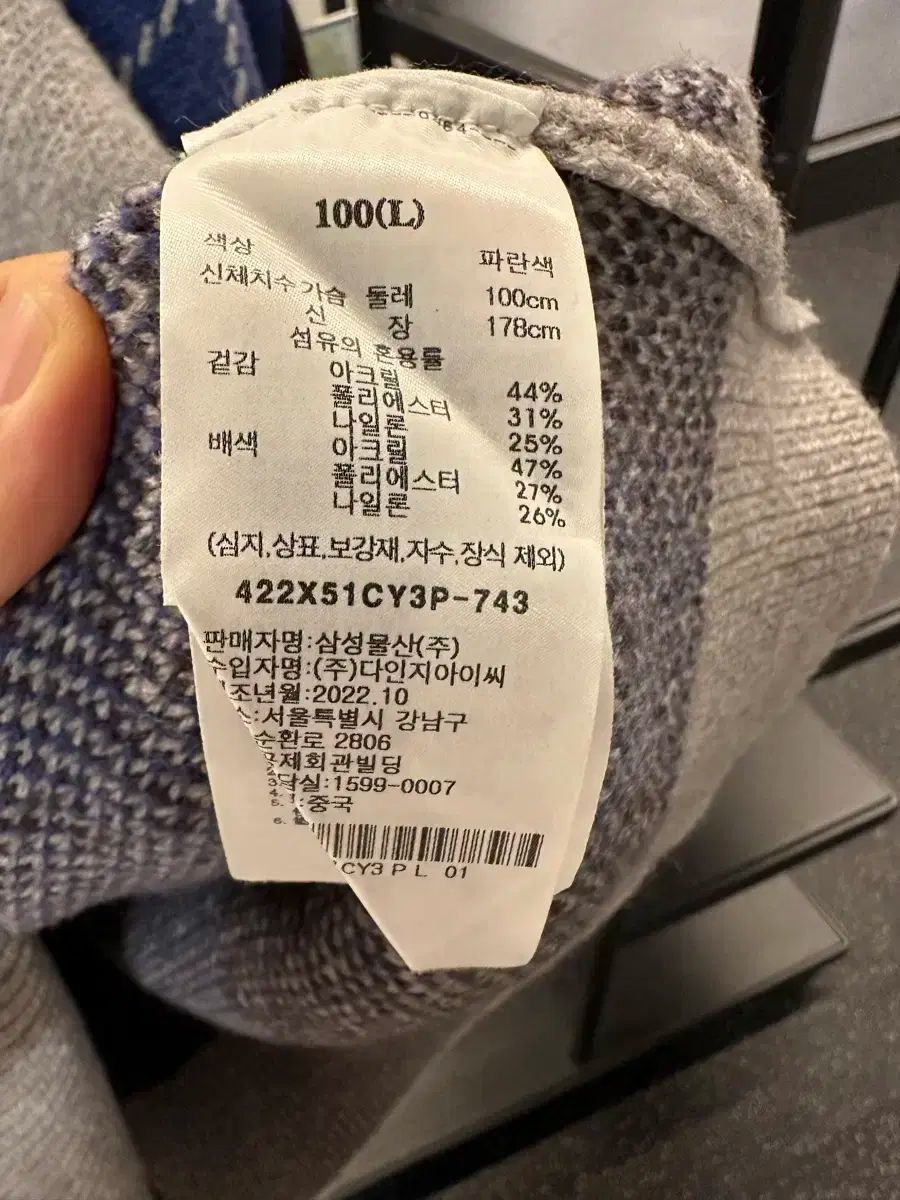 100(L)
색상 파란색
신체치수 가슴 둘레 100cm
신 장 178cm
섬유의 혼용률
겉감 아크릴 44%
폴리에스터 31%
나일론 25%
배색 아크릴 47%
폴리에스터 27%
나일론 26%
(심지,상표,보강재,자수,장식 제외)
422X51CY3P-743
판매자명:삼성물산(주)
수입자명:(주)다인지아이씨
조년월:2022.10
:서울특별시 강남구
순환로 2806
제회관빌딩
담실:1599-0007
:중국
CY3 P L 01